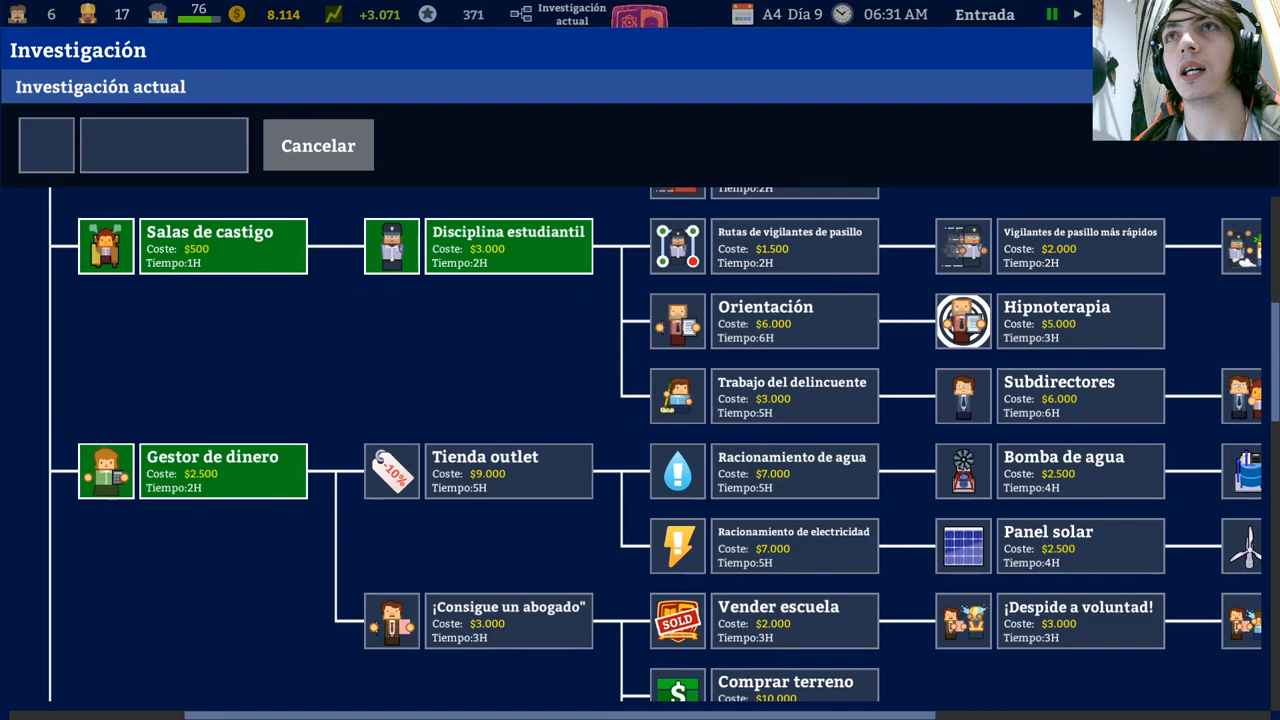 6 17 76 8.114 +3.071 371 Investigación actual A4 Día 9 06:31 AM Entrada
Investigación
Investigación actual
Cancelar
Tiempo:2H
Salas de castigo
Coste: $500
Tiempo:1H
Disciplina estudiantil
Coste: $3.000
Tiempo:2H
Rutas de vigilantes de pasillo
Coste: $1.500
Tiempo:2H
Vigilantes de pasillo más rápidos
Coste: $2.000
Tiempo:2H
Orientación
Coste: $6.000
Tiempo:6H
Hipnoterapia
Coste: $5.000
Tiempo:3H
Trabajo del delincuente
Coste: $3.000
Tiempo:5H
Subdirectores
Coste: $6.000
Tiempo:6H
Gestor de dinero
Coste: $2.500
Tiempo:2H
-10%
Tienda outlet
Coste: $9.000
Tiempo:5H
Racionamiento de agua
Coste: $7.000
Tiempo:5H
Bomba de agua
Coste: $2.500
Tiempo:4H
Racionamiento de electricidad
Coste: $7.000
Tiempo:5H
Panel solar
Coste: $2.500
Tiempo:4H
¡Consigue un abogado"
Coste: $3.000
Tiempo:3H
SOLD
Vender escuela
Coste: $2.000
Tiempo:3H
¡Despide a voluntad!
Coste: $3.000
Tiempo:3H
$
Comprar terreno
Coste: $10.000